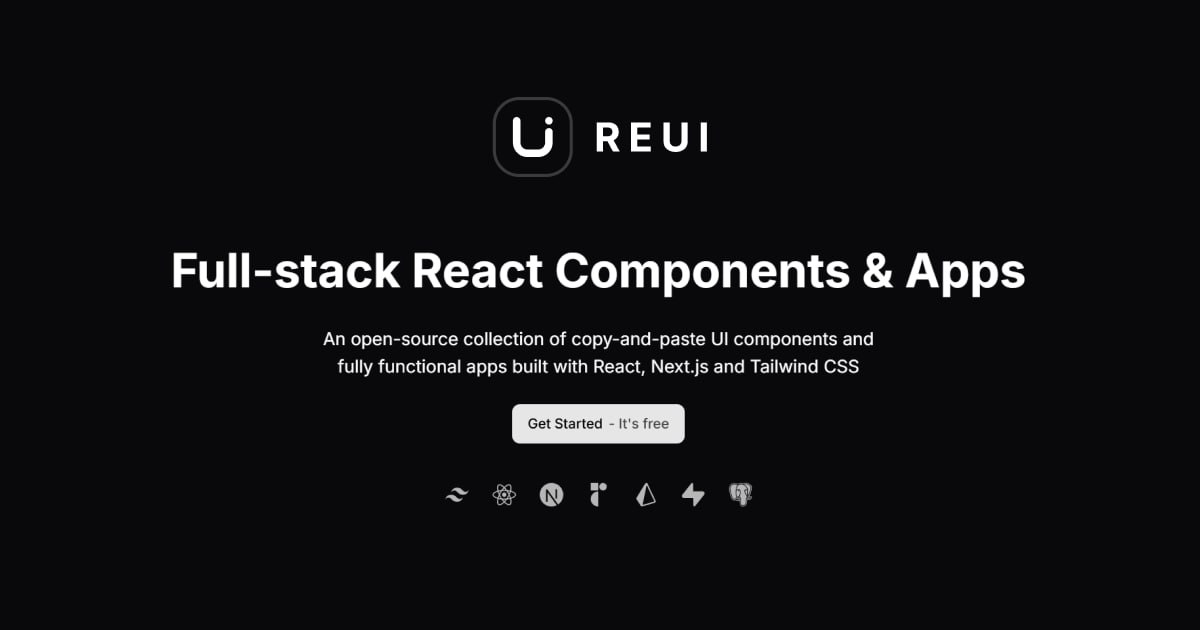 REUI
Full-stack React Components & Apps
An open-source collection of copy-and-paste UI components and
fully functional apps built with React, Next.js and Tailwind CSS
Get Started - It's free